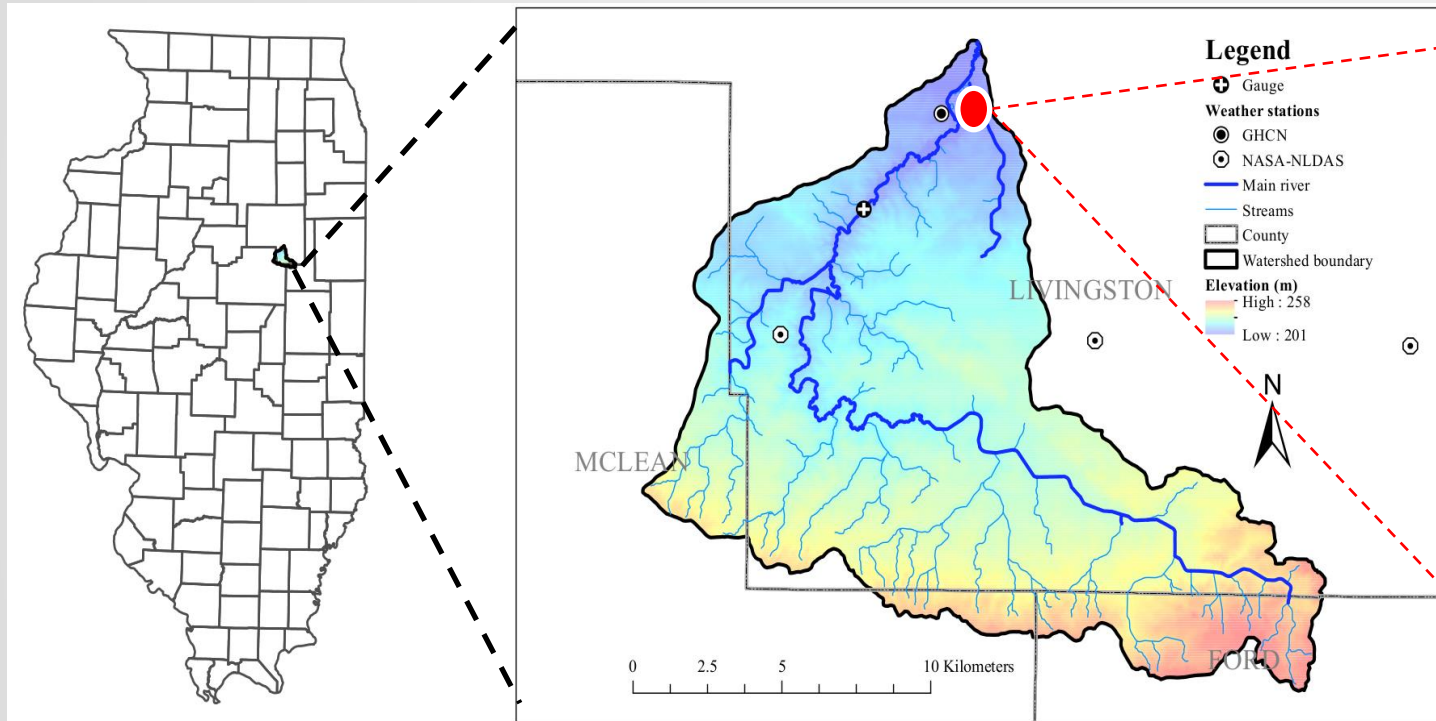 Legend
Gauge
Weather stations
GHCN
NASA-NLDAS
Main river
Streams
County
Watershed boundary
Elevation (m)
High : 258
Low : 201
LIVINGSTON
N
MCLEAN
FORD
0 2.5 5 10 Kilometers